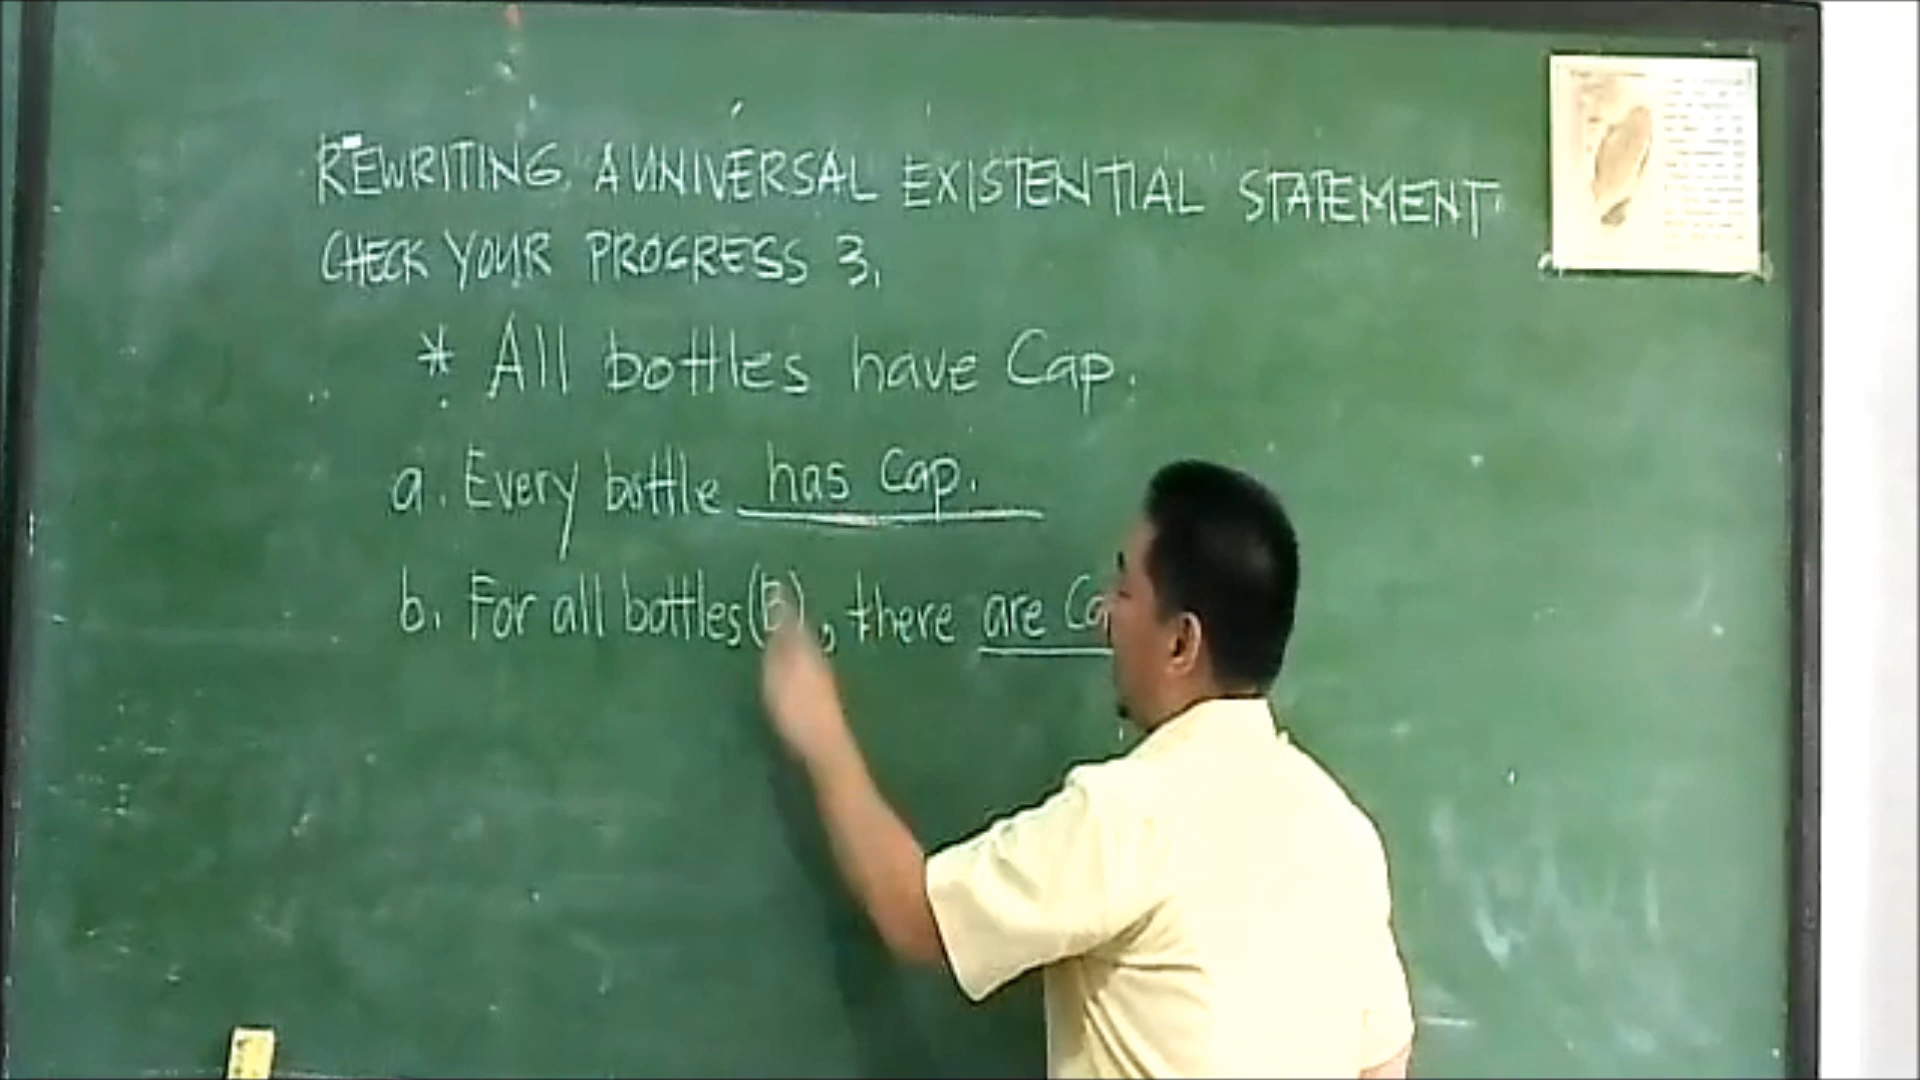 REWRITING A UNIVERSAL EXISTENTIAL STATEMENT
CHECK YOUR PROGRESS 3.
* All bottles have Cap.
a. Every bottle has Cap.
b. For all bottles (B), there are